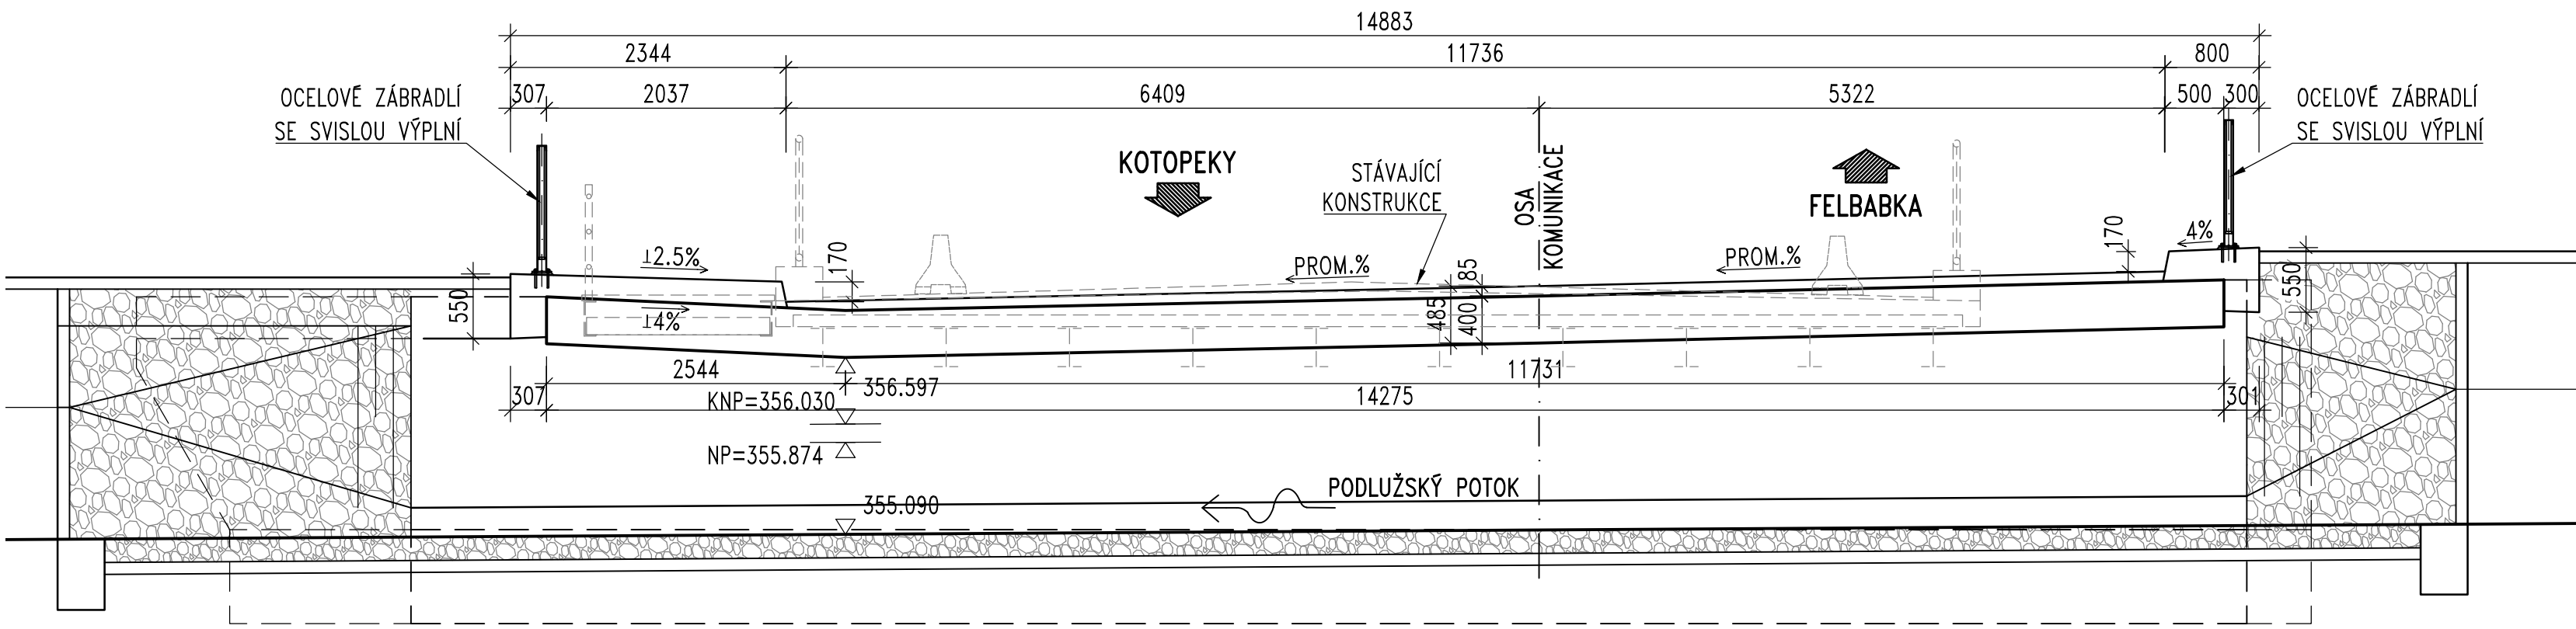 14883
2344 11736 800
307 2037 6409 5322 500 300
OCELOVÉ ZÁBRADLÍ
SE SVISLOU VÝPLNÍ
OCELOVÉ ZÁBRADLÍ
SE SVISLOU VÝPLNÍ
KOTOPEKY
STÁVAJÍCÍ
KONSTRUKCE
OSA
KOMUNIKACE
FELBABKA
⊥2.5%
170
PROM.%
85
PROM.%
170
4%
550
⊥4%
485
400
550
2544
356.597
11731
307
KNP=356.030
14275
301
NP=355.874
355.090
PODLUŽSKÝ POTOK